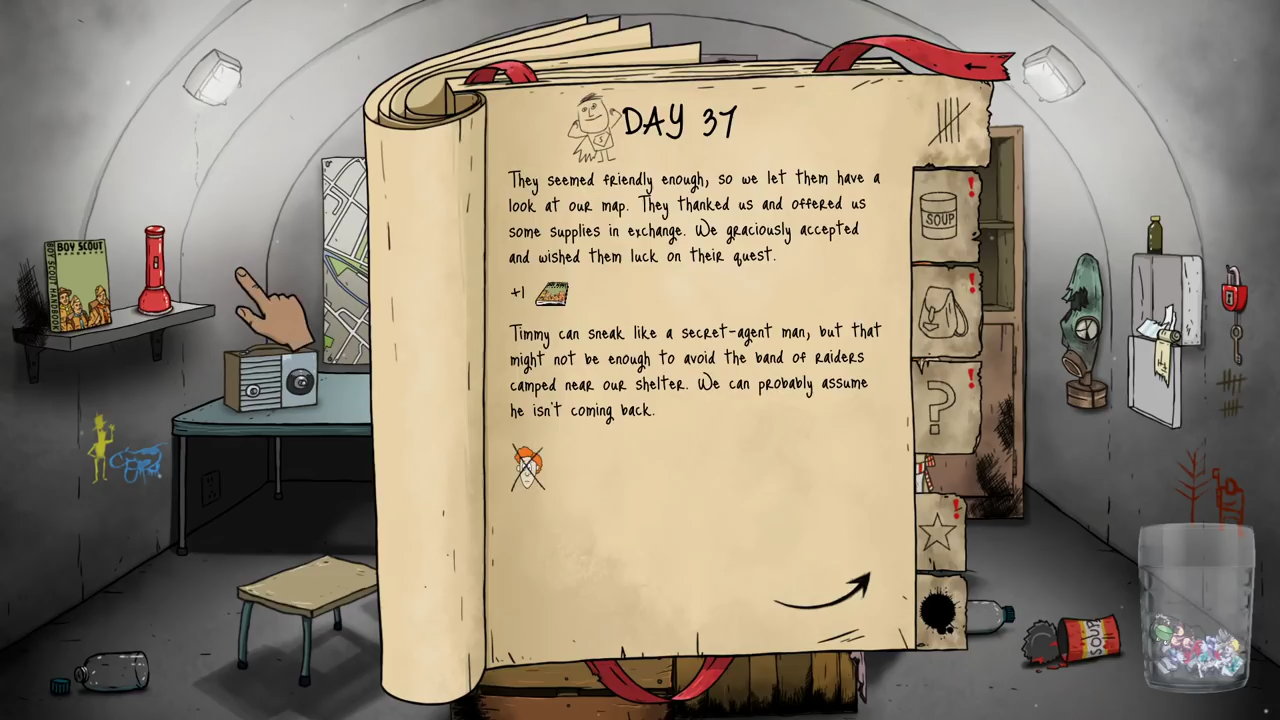 DAY 37
They seemed friendly enough, so we let them have a
look at our map. They thanked us and offered us
some supplies in exchange. We graciously accepted
and wished them luck on their quest.
+1
Timmy can sneak like a secret-agent man, but that
might not be enough to avoid the band of raiders
camped near our shelter. We can probably assume
he isn't coming back.
SOUP
!
!
?
!
!
BOY SCOUT
BOY SCOUT HANDBOOK
SOUP